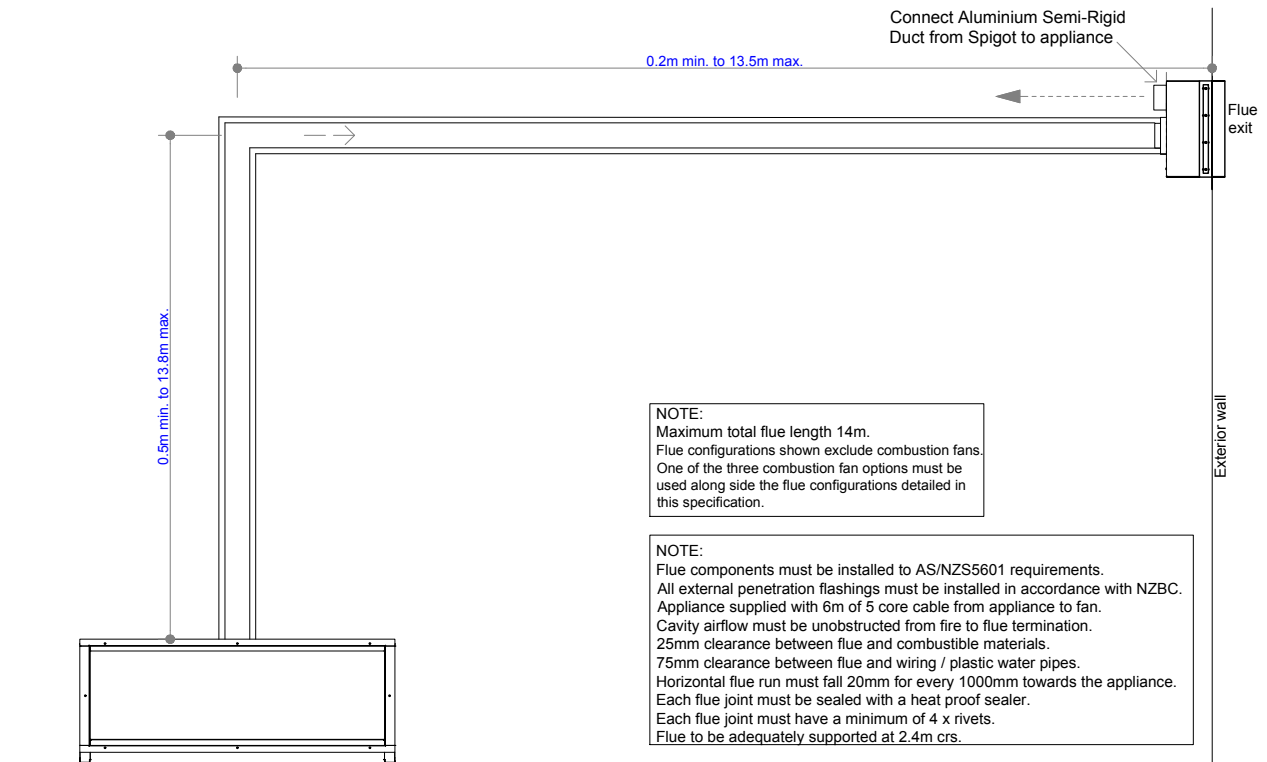 Connect Aluminium Semi-Rigid
Duct from Spigot to appliance
0.2m min. to 13.5m max.
Flue
exit
0.5m min. to 13.8m max.
Exterior wall
NOTE:
Maximum total flue length 14m.
Flue configurations shown exclude combustion fans.
One of the three combustion fan options must be
used along side the flue configurations detailed in
this specification.
NOTE:
Flue components must be installed to AS/NZS5601 requirements.
All external penetration flashings must be installed in accordance with NZBC.
Appliance supplied with 6m of 5 core cable from appliance to fan.
Cavity airflow must be unobstructed from fire to flue termination.
25mm clearance between flue and combustible materials.
75mm clearance between flue and wiring / plastic water pipes.
Horizontal flue run must fall 20mm for every 1000mm towards the appliance.
Each flue joint must be sealed with a heat proof sealer.
Each flue joint must have a minimum of 4 x rivets.
Flue to be adequately supported at 2.4m crs.